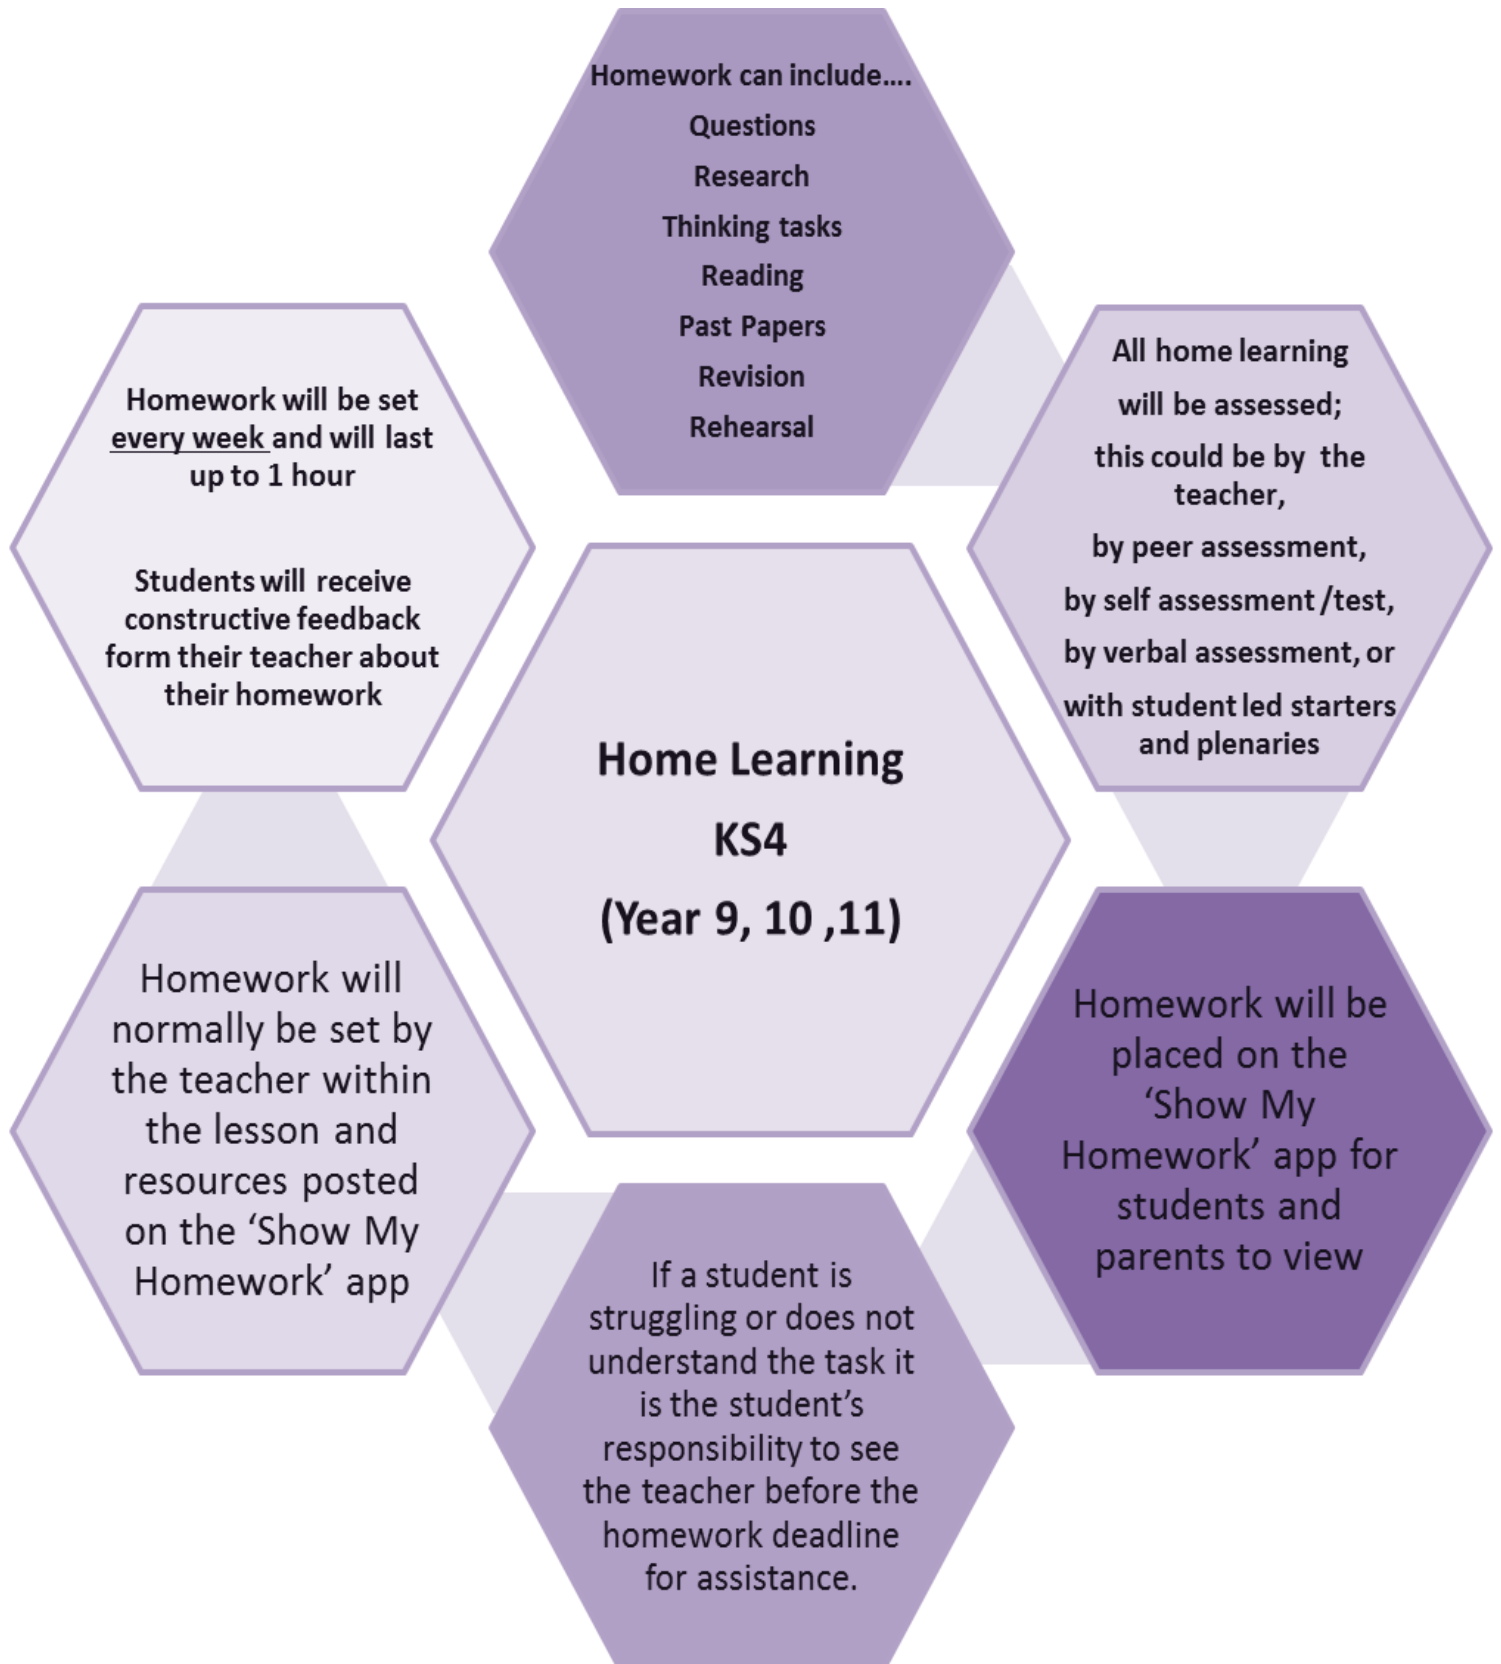 Homework can include....
Questions
Research
Thinking tasks
Reading
Past Papers
Revision
Rehearsal
All home learning
will be assessed;
this could be by the
teacher,
by peer assessment,
by self assessment /test,
by verbal assessment, or
with student led starters
and plenaries
Homework will be
placed on the
‘Show My
Homework’ app for
students and
parents to view
If a student is
struggling or does not
understand the task it
is the student’s
responsibility to see
the teacher before the
homework deadline
for assistance.
Homework will
normally be set by
the teacher within
the lesson and
resources posted
on the ‘Show My
Homework’ app
Homework will be set
every week and will last
up to 1 hour
Students will receive
constructive feedback
form their teacher about
their homework
Home Learning
KS4
(Year 9, 10 ,11)